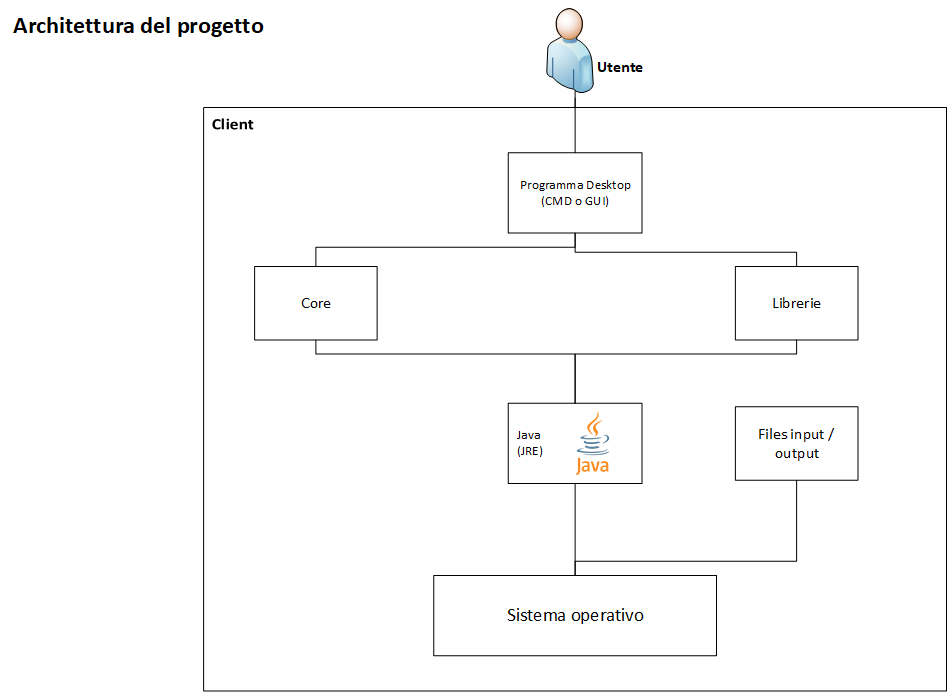 Architettura del progetto
Utente
Client
Programma Desktop
(CMD o GUI)
Core
Librerie
Java
(JRE)
Java
Files input /
output
Sistema operativo